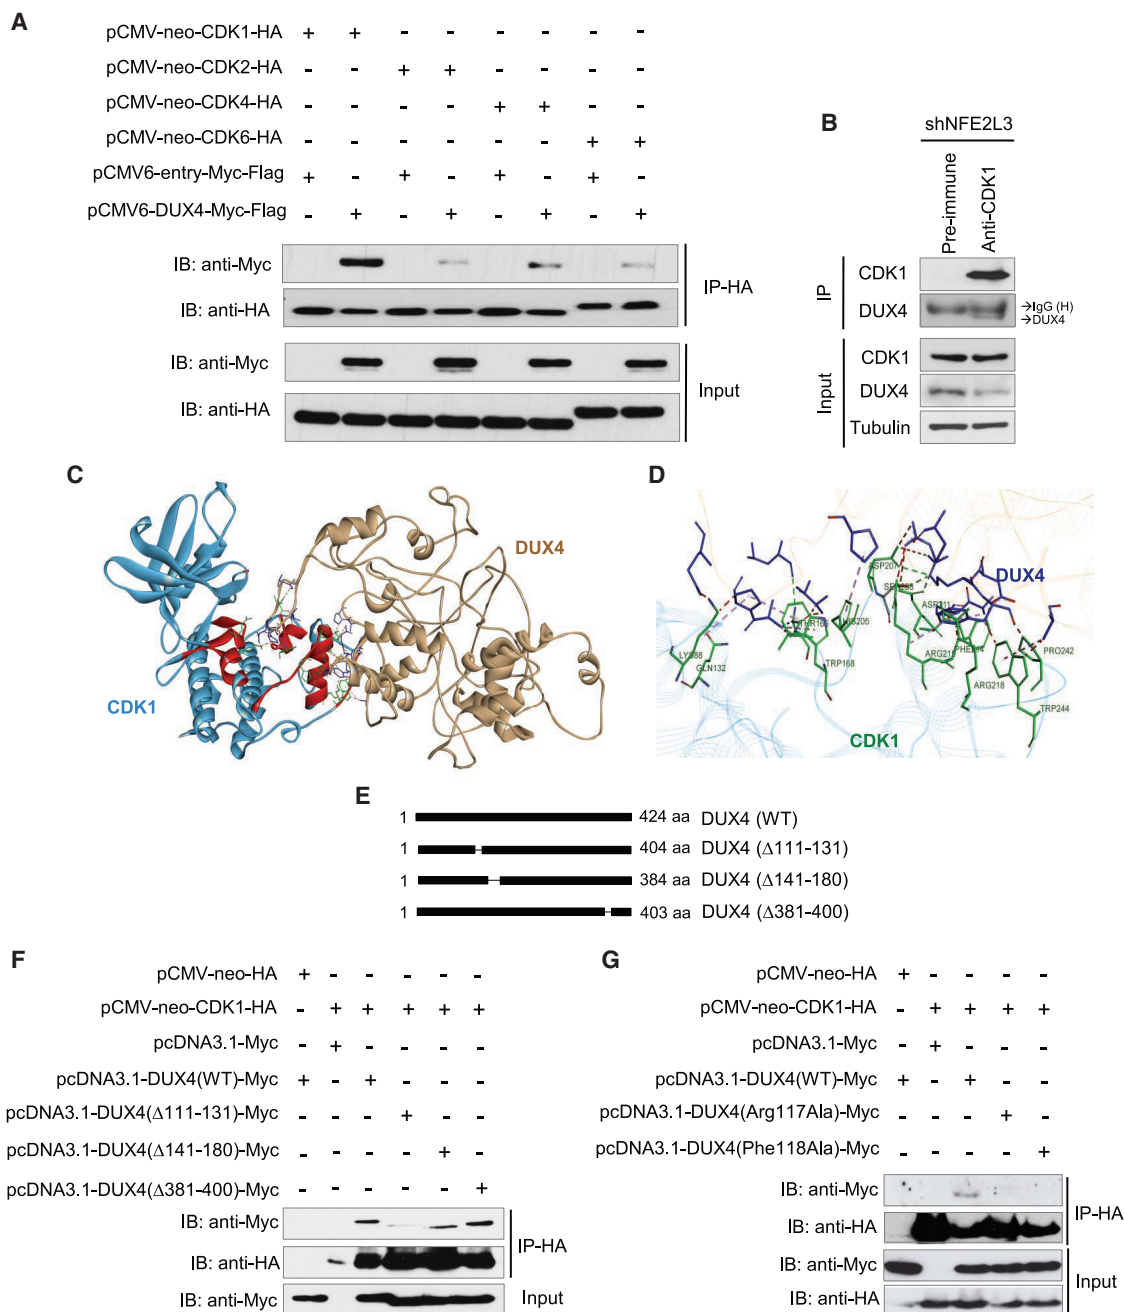 A
pCMV-neo-CDK1-HA + + - - - - - -
pCMV-neo-CDK2-HA - - + + - - - -
pCMV-neo-CDK4-HA - - - - + + - -
pCMV-neo-CDK6-HA - - - - - - + +
pCMV6-entry-Myc-Flag + - + - + - + -
pCMV6-DUX4-Myc-Flag - + - + - + - +
IB: anti-Myc
IB: anti-HA
IP-HA
IB: anti-Myc
IB: anti-HA
Input
B
shNFE2L3
Pre-immune
Anti-CDK1
IP
CDK1
DUX4
→IgG (H)
→DUX4
Input
CDK1
DUX4
Tubulin
C
DUX4
CDK1
D
ASP207
DUX4
HIS205
LYS88
GLN132
TRP168
PRO242
ARG218
TRP244
CDK1
E
1 424 aa DUX4 (WT)
1 404 aa DUX4 (Δ111-131)
1 384 aa DUX4 (Δ141-180)
1 403 aa DUX4 (Δ381-400)
F
pCMV-neo-HA + - - - - -
pCMV-neo-CDK1-HA - + + + + +
pcDNA3.1-Myc - + - - - -
pcDNA3.1-DUX4(WT)-Myc + - + - - -
pcDNA3.1-DUX4(Δ111-131)-Myc - - - + - -
pcDNA3.1-DUX4(Δ141-180)-Myc - - - - + -
pcDNA3.1-DUX4(Δ381-400)-Myc - - - - - +
IB: anti-Myc
IB: anti-HA
IP-HA
IB: anti-Myc
Input
G
pCMV-neo-HA + - - - -
pCMV-neo-CDK1-HA - + + + +
pcDNA3.1-Myc - + - - -
pcDNA3.1-DUX4(WT)-Myc + - + - -
pcDNA3.1-DUX4(Arg117Ala)-Myc - - - + -
pcDNA3.1-DUX4(Phe118Ala)-Myc - - - - +
IB: anti-Myc
IB: anti-HA
IP-HA
IB: anti-Myc
IB: anti-HA
Input